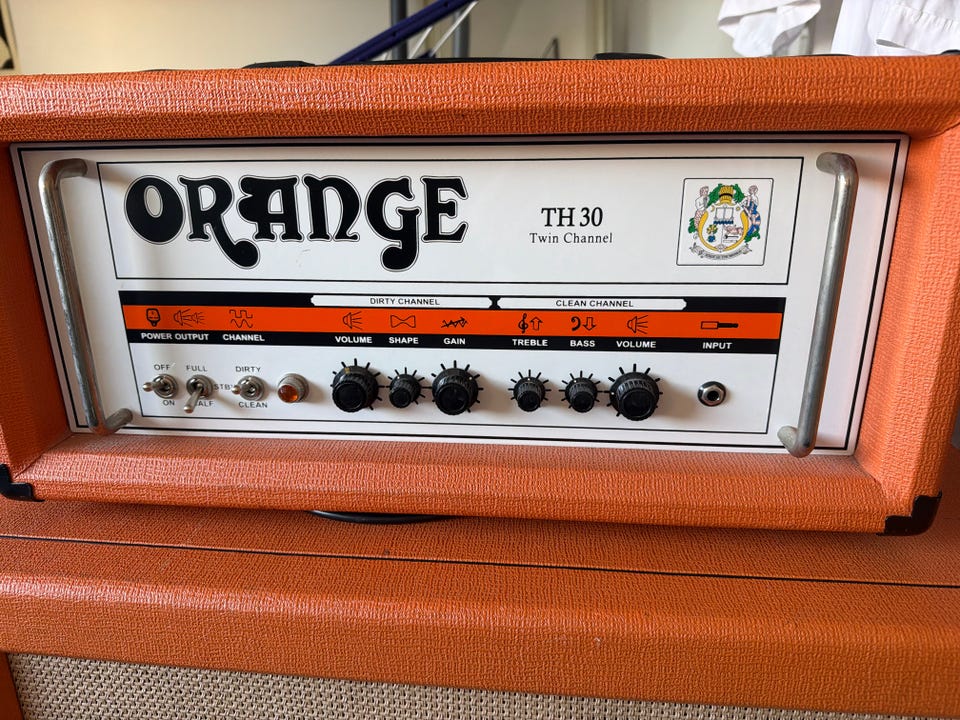 ORANGE
TH 30
Twin Channel
DIRTY CHANNEL CLEAN CHANNEL
POWER OUTPUT CHANNEL VOLUME SHAPE GAIN TREBLE BASS VOLUME INPUT
OFF FULL DIRTY
STBY
ON HALF CLEAN